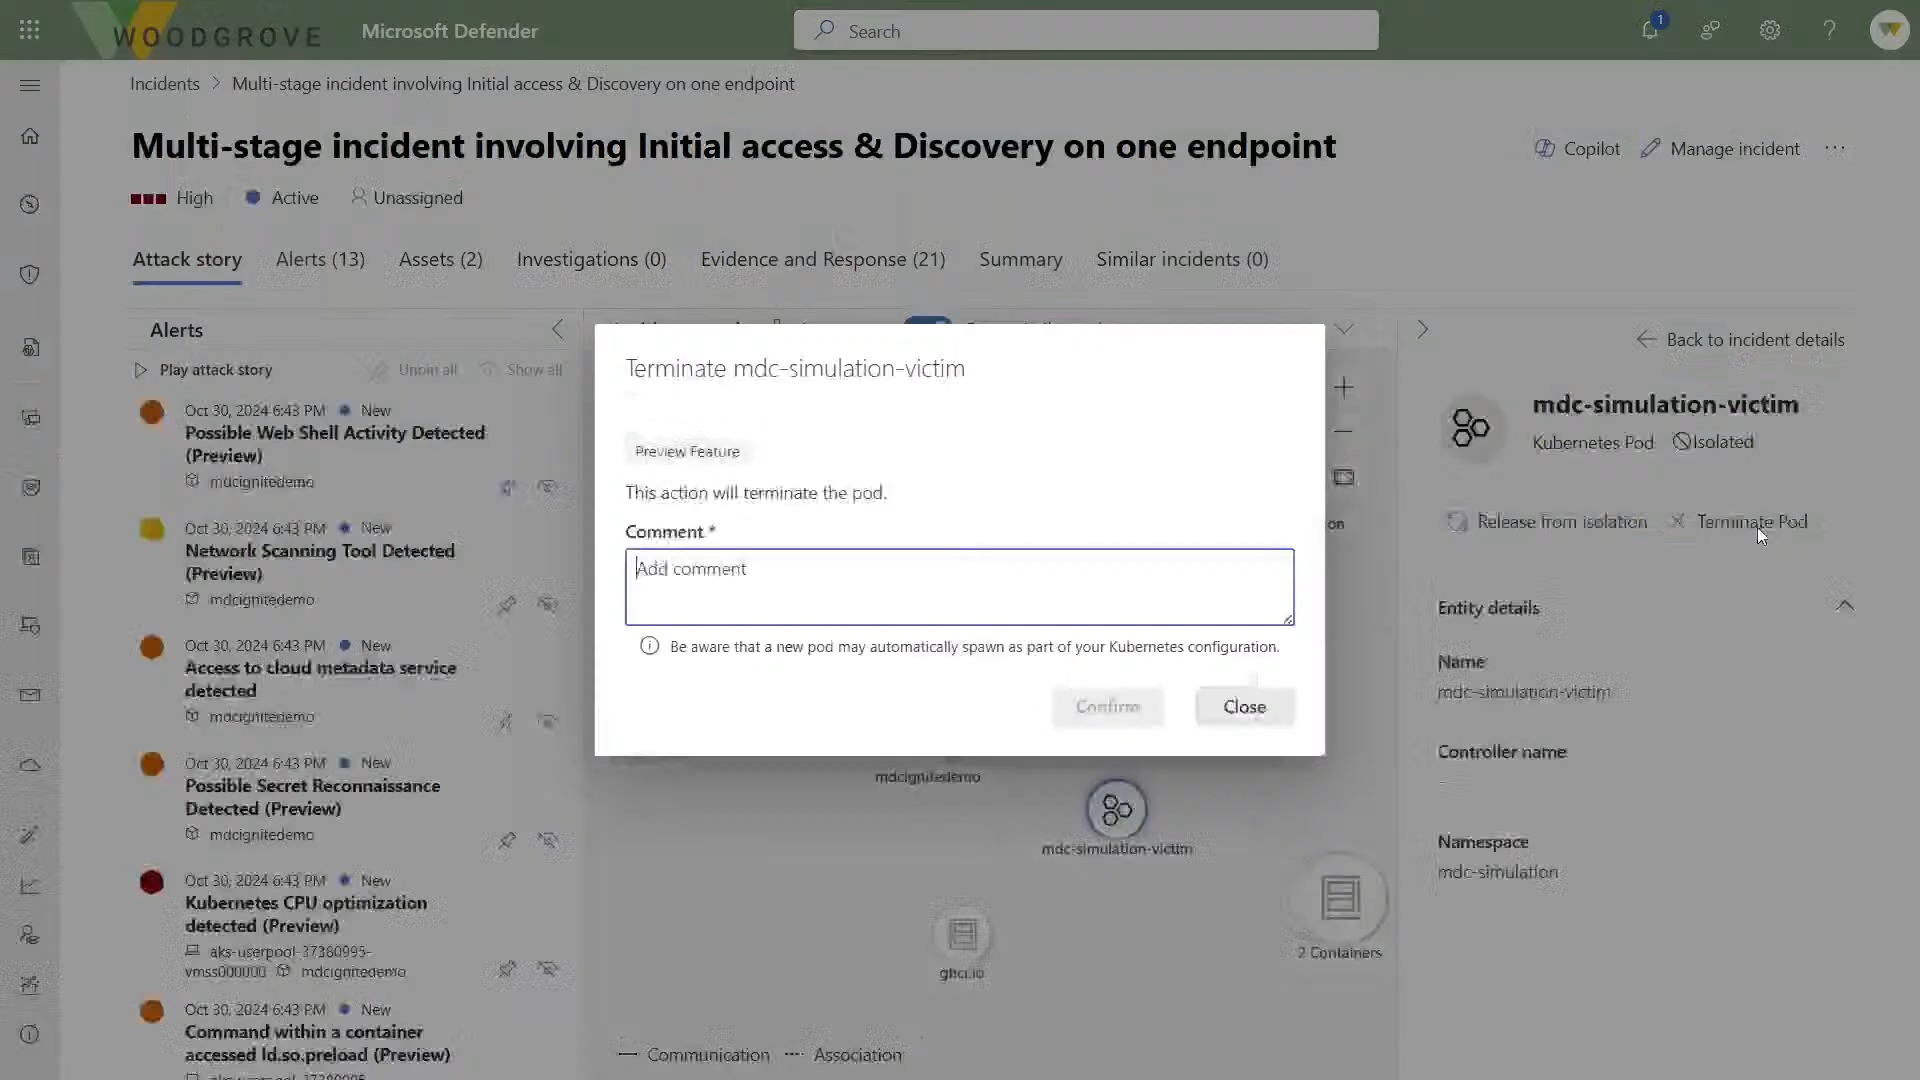 WOODGROVE
Microsoft Defender
Search
1
Incidents > Multi-stage incident involving Initial access & Discovery on one endpoint
Multi-stage incident involving Initial access & Discovery on one endpoint
Copilot
Manage incident
High
Active
Unassigned
Attack story
Alerts (13)
Assets (2)
Investigations (0)
Evidence and Response (21)
Summary
Similar incidents (0)
Alerts
Play attack story
Unpin all
Show all
Oct 30, 2024 6:43 PM
New
Possible Web Shell Activity Detected
(Preview)
mdcignitedemo
Oct 30, 2024 6:43 PM
New
Network Scanning Tool Detected
(Preview)
mdcignitedemo
Oct 30, 2024 6:43 PM
New
Access to cloud metadata service
detected
mdcignitedemo
Oct 30, 2024 6:43 PM
New
Possible Secret Reconnaissance
Detected (Preview)
mdcignitedemo
Oct 30, 2024 6:43 PM
New
Kubernetes CPU optimization
detected (Preview)
aks-userpool-37360995-
vmss000000
mdcignitedemo
Oct 30, 2024 6:43 PM
New
Command within a container
accessed ld.so.preload (Preview)
Terminate mdc-simulation-victim
Preview Feature
This action will terminate the pod.
Comment *
Add comment
Be aware that a new pod may automatically spawn as part of your Kubernetes configuration.
Confirm
Close
on
mdcignitedemo
mdc-simulation-victim
2 Containers
Communication
Association
Back to incident details
mdc-simulation-victim
Kubernetes Pod
Isolated
Release from isolation
Terminate Pod
Entity details
Name
mdc-simulation-victim
Controller name
Namespace
mdc-simulation